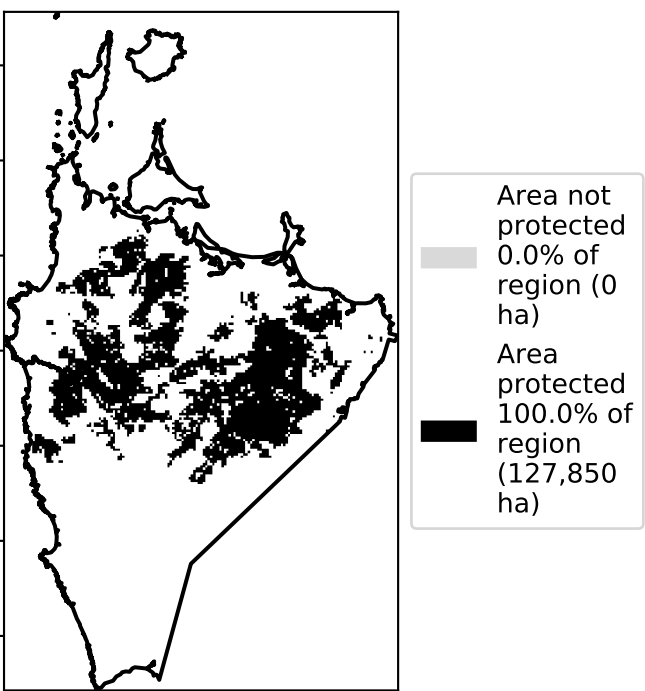 Area not
protected
0.0% of
region (0
ha)
Area
protected
100.0% of
region
(127,850
ha)